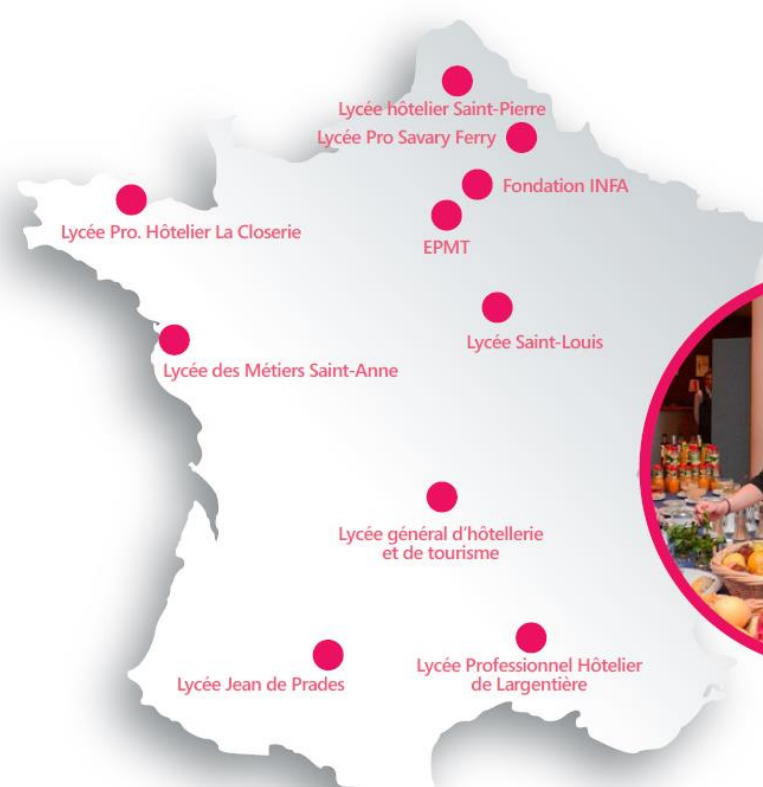 Lycée hôtelier Saint-Pierre
Lycée Pro Savary Ferry
Fondation INFA
Lycée Pro. Hôtelier La Closerie
EPMT
Lycée Saint-Louis
Lycée des Métiers Saint-Anne
Lycée général d'hôtellerie
et de tourisme
Lycée Jean de Prades
Lycée Professionnel Hôtelier
de Largentière